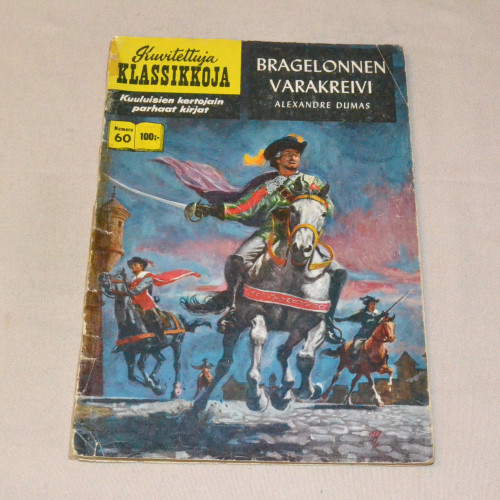 Kuvitettuja
KLASSIKKOJA
Kuuluisien kertojain
parhaat kirjat
Numero
60
100:-
BRAGELONNEN
VARAKREIVI
ALEXANDRE DUMAS